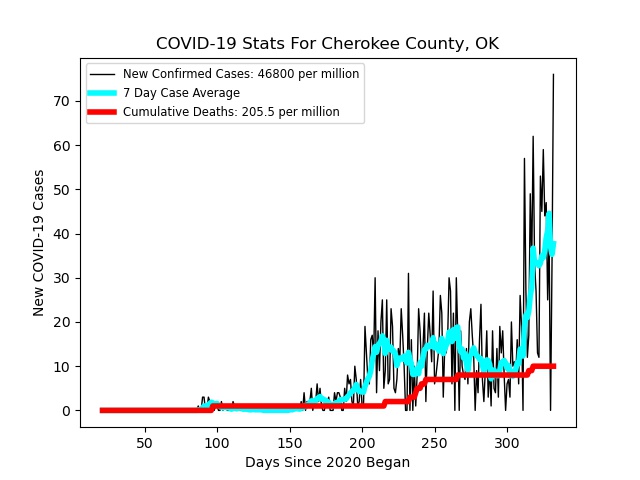 COVID-19 Stats For Cherokee County, OK
New Confirmed Cases: 46800 per million
7 Day Case Average
Cumulative Deaths: 205.5 per million
New COVID-19 Cases
70
60
50
40
30
20
10
0
50
100
150
200
250
300
Days Since 2020 Began